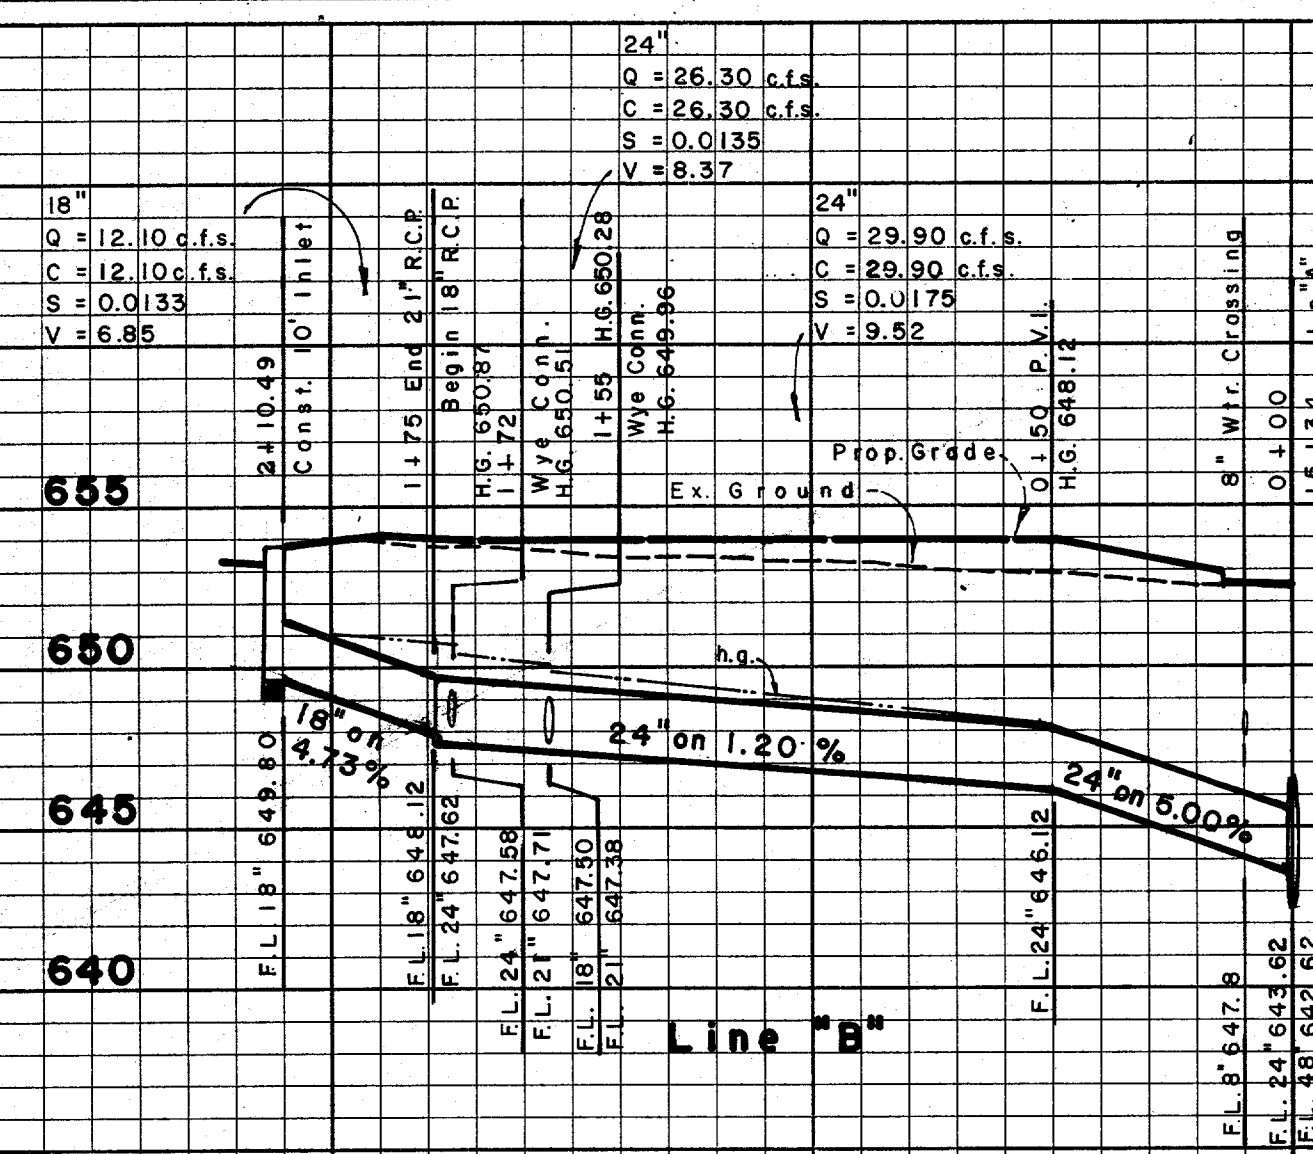 24"
Q = 26.30 c.f.s.
C = 26.30 c.f.s.
S = 0.0135
V = 8.37
18"
Q = 12.10 c.f.s.
C = 12.10 c.f.s.
S = 0.0133
V = 6.85
24"
Q = 29.90 c.f.s.
C = 29.90 c.f.s.
S = 0.0175
V = 9.52
2+10.49
Const. 10' Inlet
1+75 End 21" R.C.P.
Begin 18" R.C.P.
H.G. 650.87
1+72
Wye Conn.
H.G. 650.51
1+55 H.G. 650.28
Wye Conn.
H.G. 649.96
0+50 P.V.I.
H.G. 648.12
8" Wtr. Crossing
0+00
"A"
Prop. Grade
Ex. Ground
655
650
645
640
h.g.
18" on
4.73%
24" on 1.20 %
24" on 5.00%
F.L. 18" 649.80
F.L. 18" 648.12
F.L. 24" 647.62
F.L. 24" 647.58
F.L. 21" 647.71
F.L. 18" 647.50
F.L. 21" 647.38
F.L. 24" 646.12
F.L. 8" 647.8
F.L. 24" 643.62
F.L. 48" 642.62
Line "B"